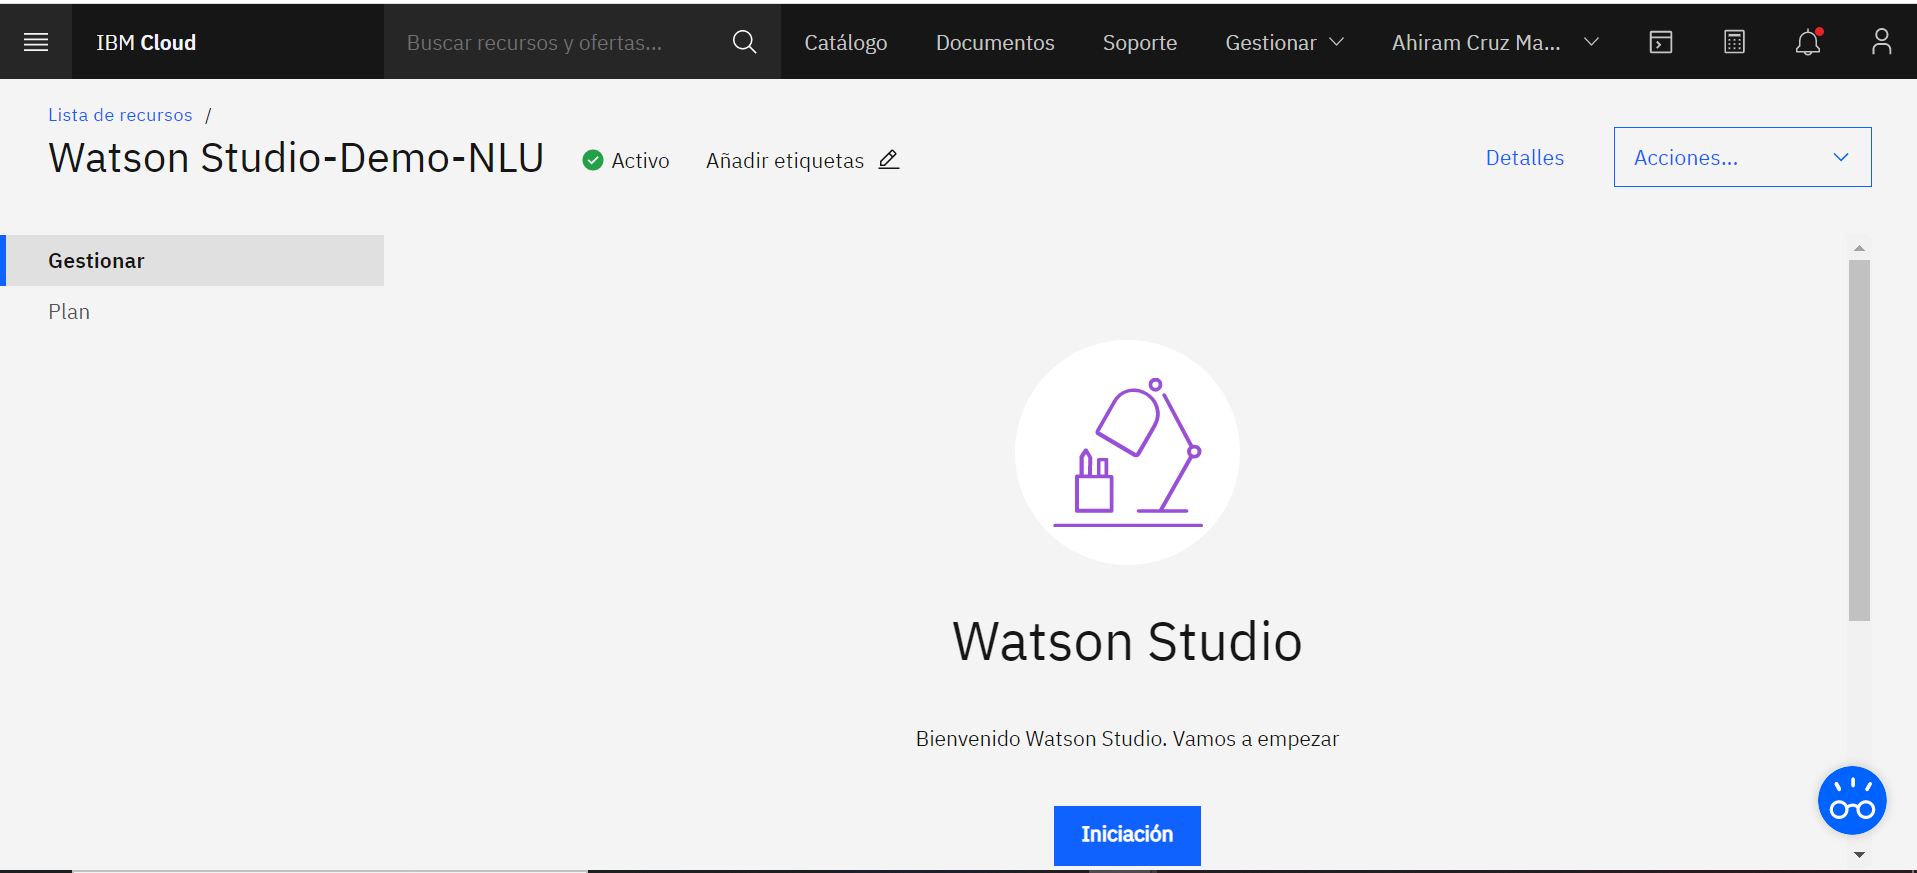 IBM Cloud
Buscar recursos y ofertas...
Catálogo
Documentos
Soporte
Gestionar
Ahiram Cruz Ma...
Lista de recursos /
Watson Studio-Demo-NLU
Activo
Añadir etiquetas
Detalles
Acciones...
Gestionar
Plan
Watson Studio
Bienvenido Watson Studio. Vamos a empezar
Iniciación